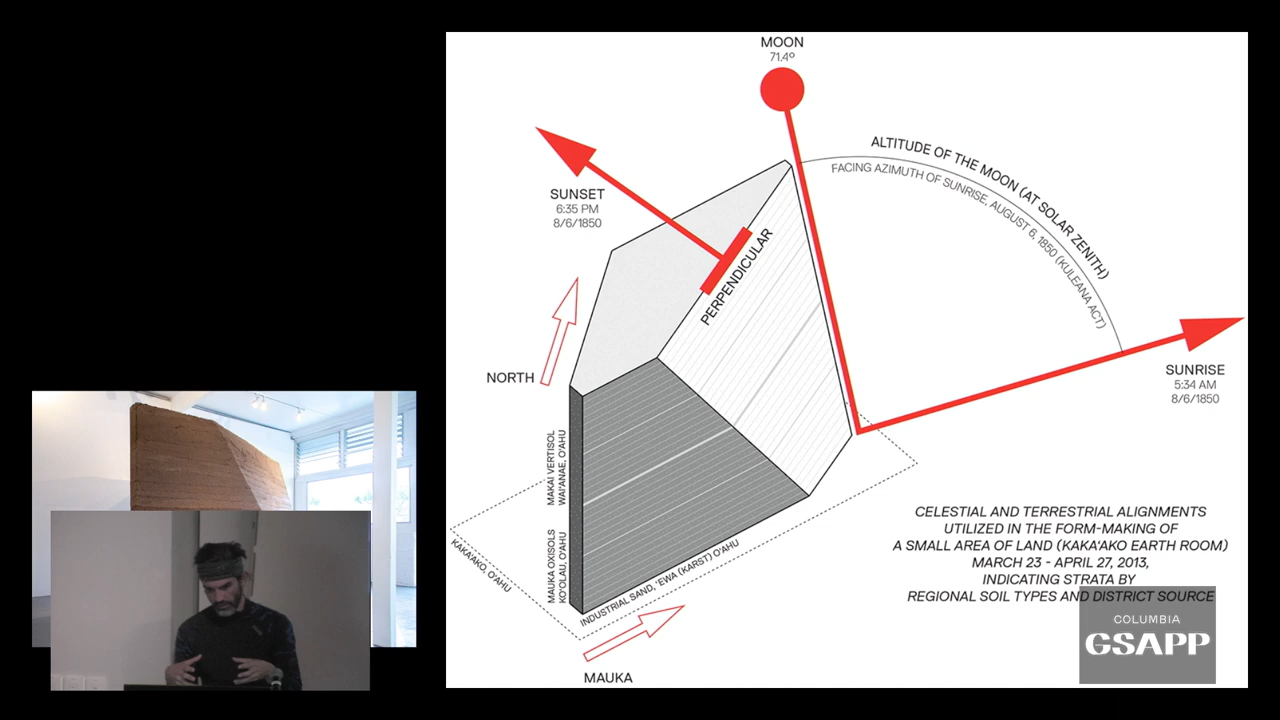 MOON
71.4º
ALTITUDE OF THE MOON (AT SOLAR ZENITH)
FACING AZIMUTH OF SUNRISE, AUGUST 6, 1850 (KULEANA ACT)
SUNSET
6:35 PM
8/6/1850
PERPENDICULAR
NORTH
SUNRISE
5:34 AM
8/6/1850
MAKAI VERTISOL
WAI'ANAE, O'AHU
MAUKA OXISOLS
KO'OLAU, O'AHU
KAKA'AKO, O'AHU
INDUSTRIAL SAND, 'EWA (KARST) O'AHU
MAUKA
CELESTIAL AND TERRESTRIAL ALIGNMENTS
UTILIZED IN THE FORM-MAKING OF
A SMALL AREA OF LAND (KAKA'AKO EARTH ROOM)
MARCH 23 - APRIL 27, 2013,
INDICATING STRATA BY
REGIONAL SOIL TYPES AND DISTRICT SOURCE
COLUMBIA
GSAPP